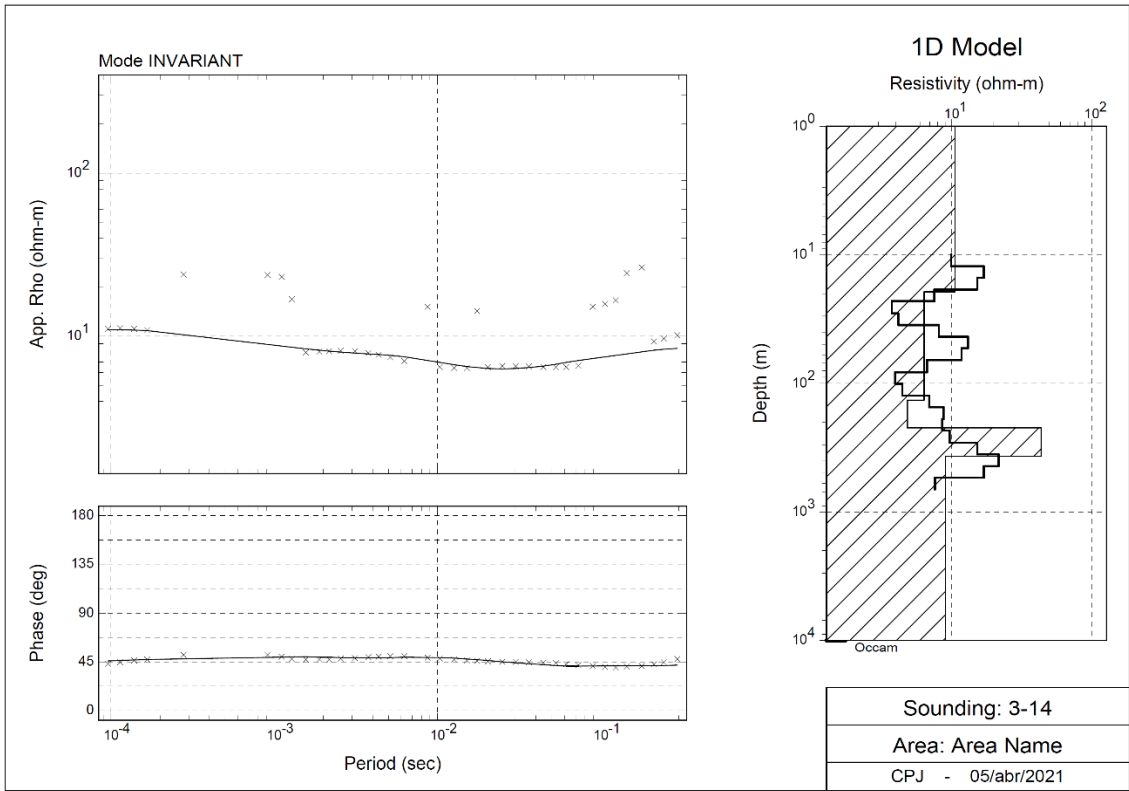 Mode INVARIANT
App. Rho (ohm-m)
10^2
10^1
Phase (deg)
180
135
90
45
0
10^-4
10^-3
10^-2
10^-1
Period (sec)
1D Model
Resistivity (ohm-m)
10^1
10^2
Depth (m)
10^0
10^1
10^2
10^3
10^4
Occam
Sounding: 3-14
Area: Area Name
CPJ - 05/abr/2021